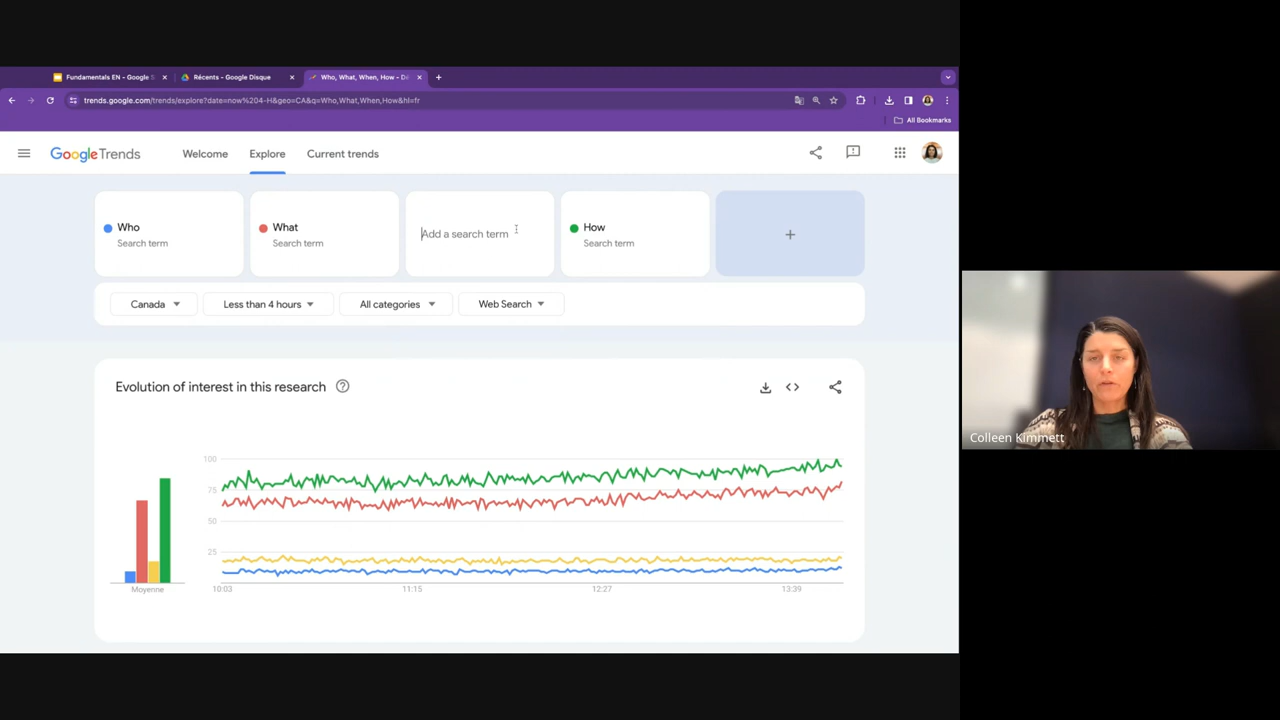 Fundamentals EN - Google S
Récents - Google Disque
Who, What, When, How - Dé
trends.google.com/trends/explore?date=now%204-H&geo=CA&q=Who,What,When,How&hl=fr
All Bookmarks
GoogleTrends
Welcome
Explore
Current trends
Who
Search term
What
Search term
Add a search term
How
Search term
+
Canada
Less than 4 hours
All categories
Web Search
Evolution of interest in this research
100
75
50
25
Moyenne
10:03
11:15
12:27
13:39
Colleen Kimmett